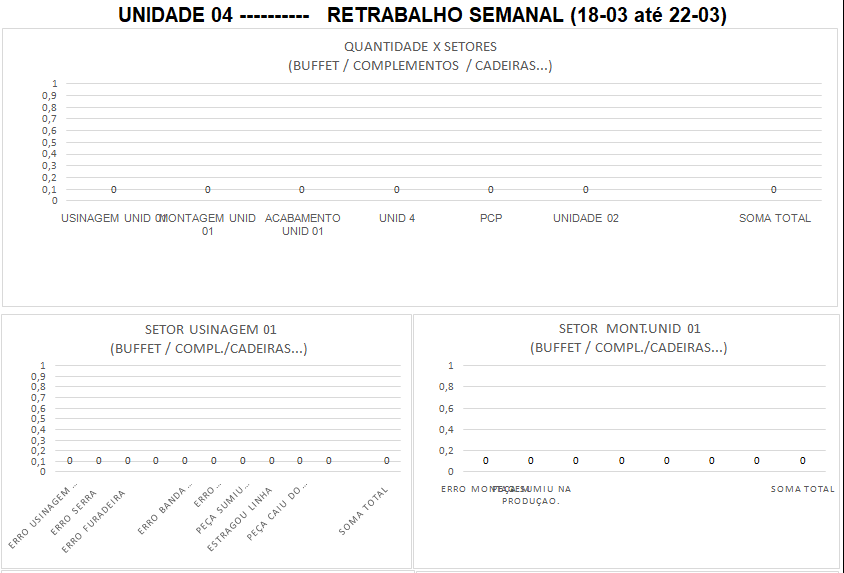 UNIDADE 04 ---------- RETRABALHO SEMANAL (18-03 até 22-03)
QUANTIDADE X SETORES
(BUFFET / COMPLEMENTOS / CADEIRAS...)
1
0,9
0,8
0,7
0,6
0,5
0,4
0,3
0,2
0,1
0
0 0 0 0 0 0 0
USINAGEM UNID 01
MONTAGEM UNID
01
ACABAMENTO
UNID 01
UNID 4
PCP
UNIDADE 02
SOMA TOTAL
SETOR USINAGEM 01
(BUFFET / COMPL./CADEIRAS...)
1
0,9
0,8
0,7
0,6
0,5
0,4
0,3
0,2
0,1
0
0 0 0 0 0 0 0 0 0 0 0
ERRO USINAGEM ...
ERRO SERRA
ERRO FURADEIRA
ERRO BANDA ...
ERRO...
PEÇA SUMIU...
ESTRAGOU LINHA
PEÇA CAIU DO...
SOMA TOTAL
SETOR MONT.UNID 01
(BUFFET / COMPL./CADEIRAS...)
1
0,8
0,6
0,4
0,2
0
0 0 0 0 0 0 0 0
ERRO MONTAGEM
PEÇA SUMIU NA
PRODUÇAO.
SOMA TOTAL